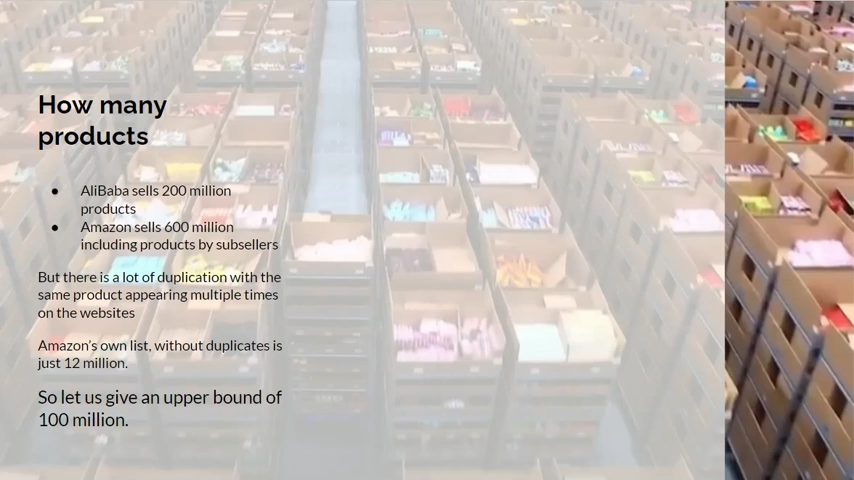 How many
products
● AliBaba sells 200 million
products
● Amazon sells 600 million
including products by subsellers
But there is a lot of duplication with the
same product appearing multiple times
on the websites
Amazon's own list, without duplicates is
just 12 million.
So let us give an upper bound of
100 million.